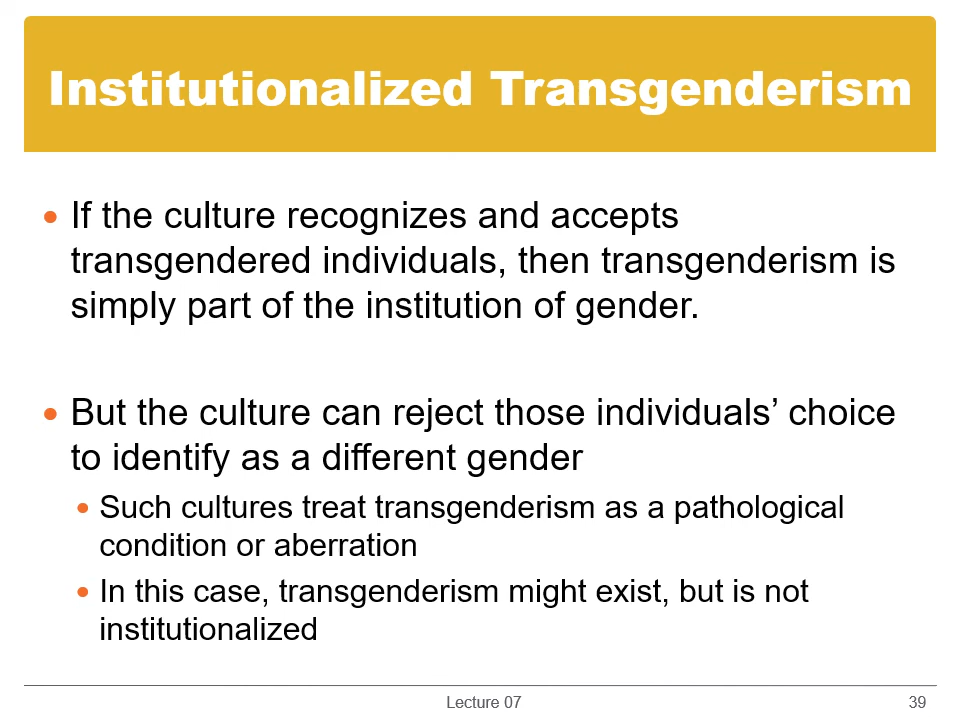 Institutionalized Transgenderism
• If the culture recognizes and accepts
transgendered individuals, then transgenderism is
simply part of the institution of gender.
• But the culture can reject those individuals’ choice
to identify as a different gender
• Such cultures treat transgenderism as a pathological
condition or aberration
• In this case, transgenderism might exist, but is not
institutionalized
Lecture 07
39